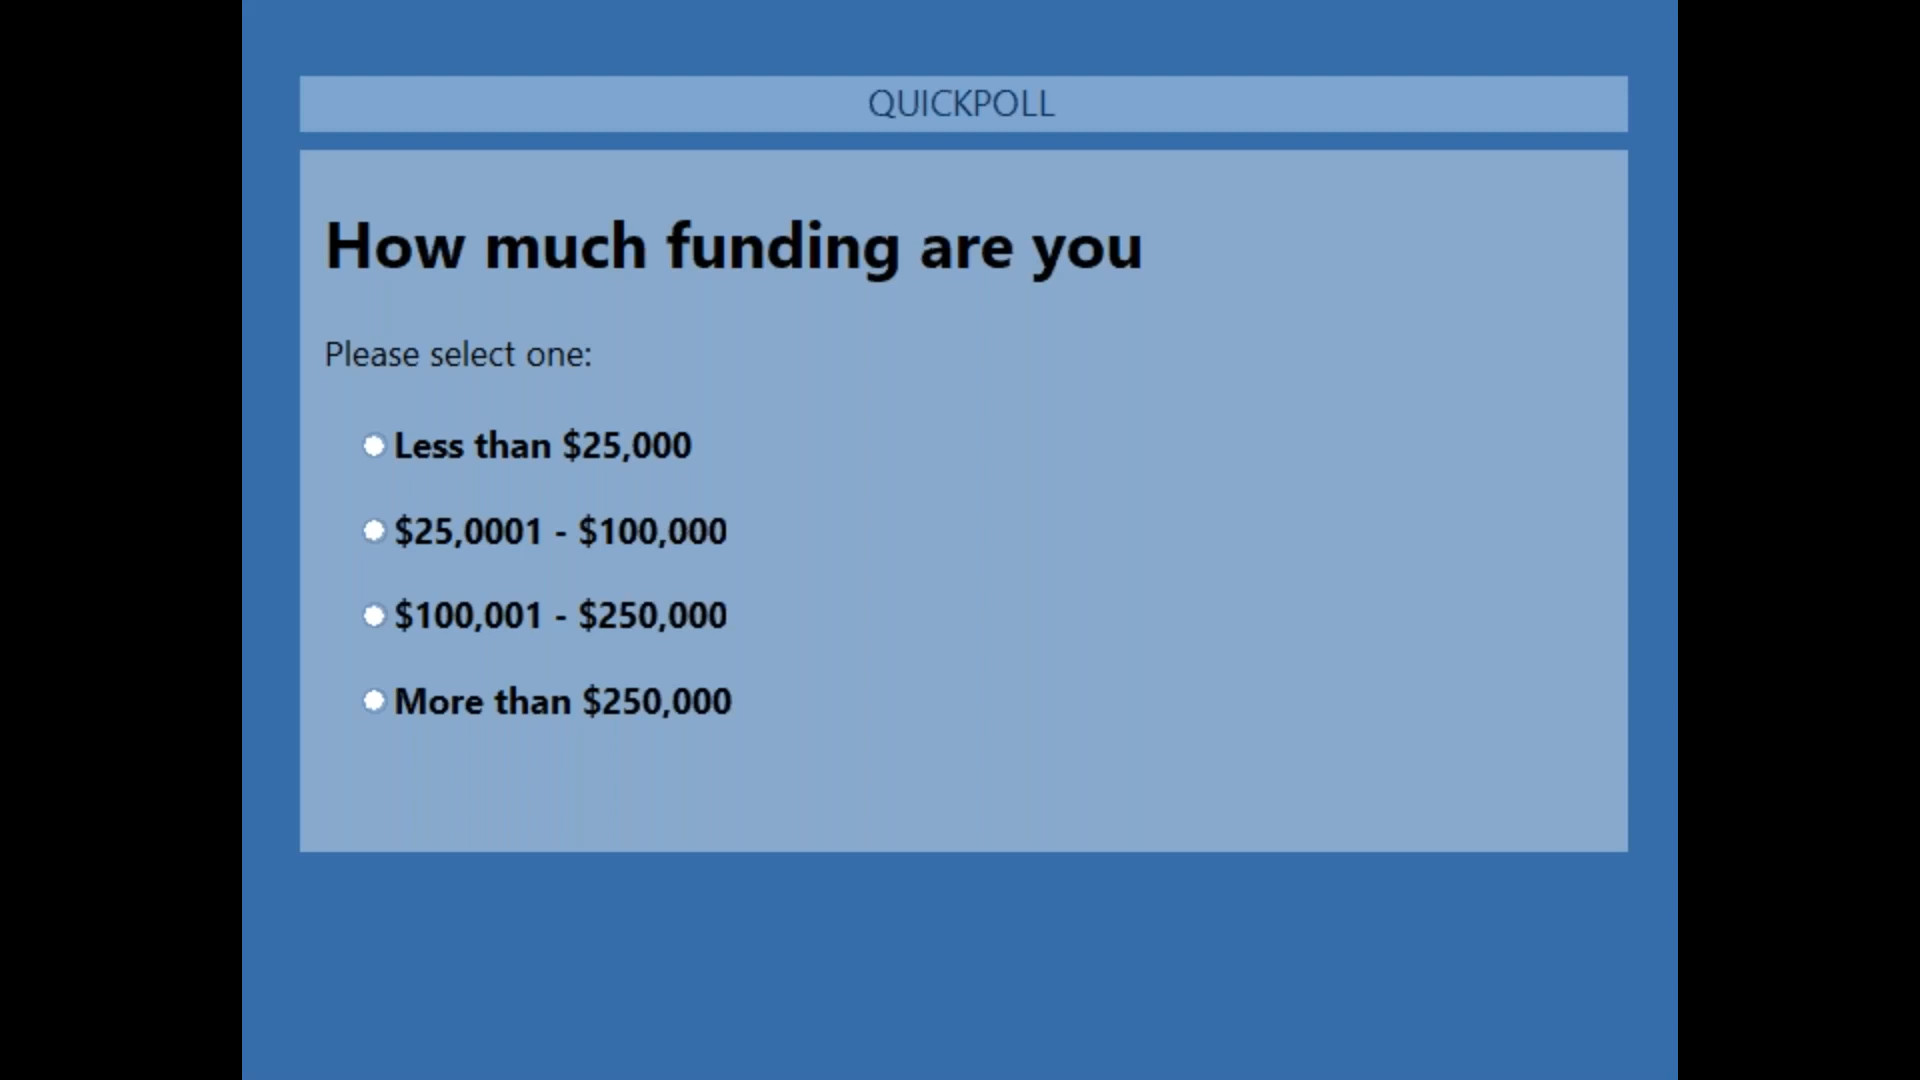 QUICKPOLL
How much funding are you
Please select one:
Less than $25,000
$25,0001 - $100,000
$100,001 - $250,000
More than $250,000